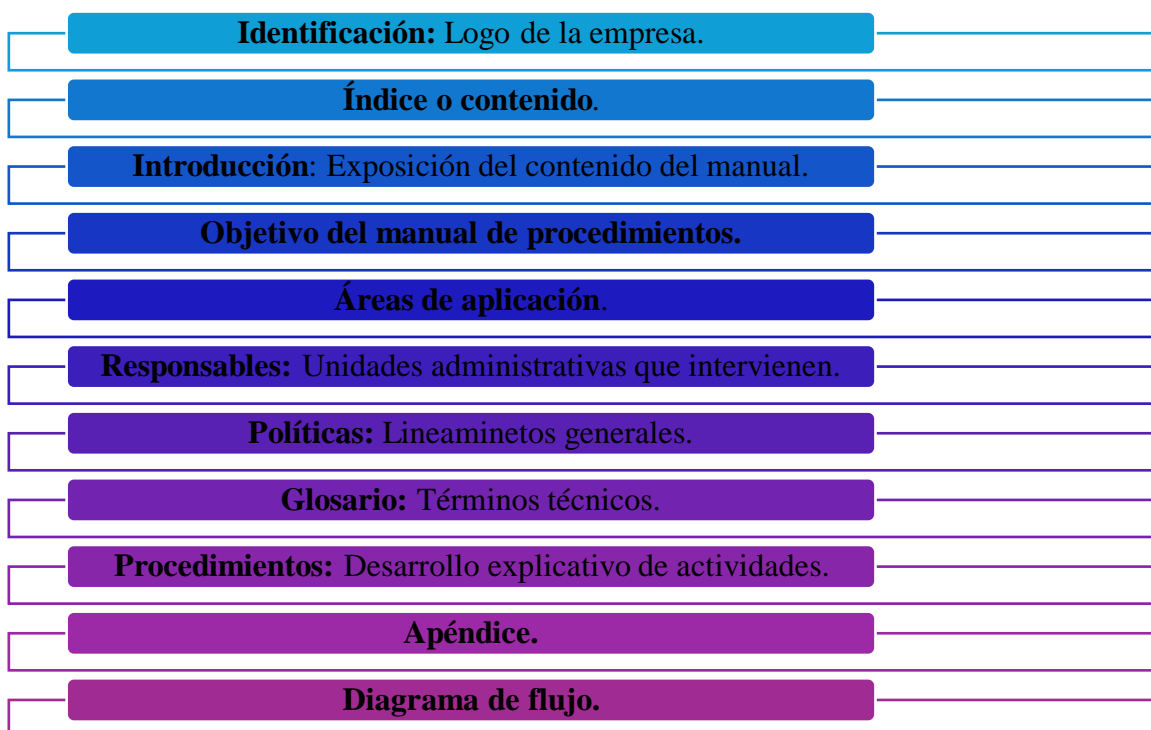 Identificación: Logo de la empresa.
Índice o contenido.
Introducción: Exposición del contenido del manual.
Objetivo del manual de procedimientos.
Áreas de aplicación.
Responsables: Unidades administrativas que intervienen.
Políticas: Lineaminetos generales.
Glosario: Términos técnicos.
Procedimientos: Desarrollo explicativo de actividades.
Apéndice.
Diagrama de flujo.